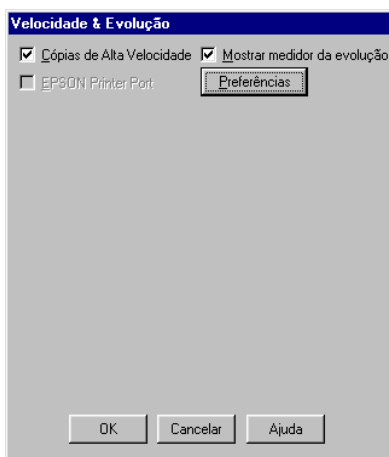 Velocidade & Evolução
Cópias de Alta Velocidade Mostrar medidor da evolução
EPSON Printer Port Preferências
OK Cancelar Ajuda